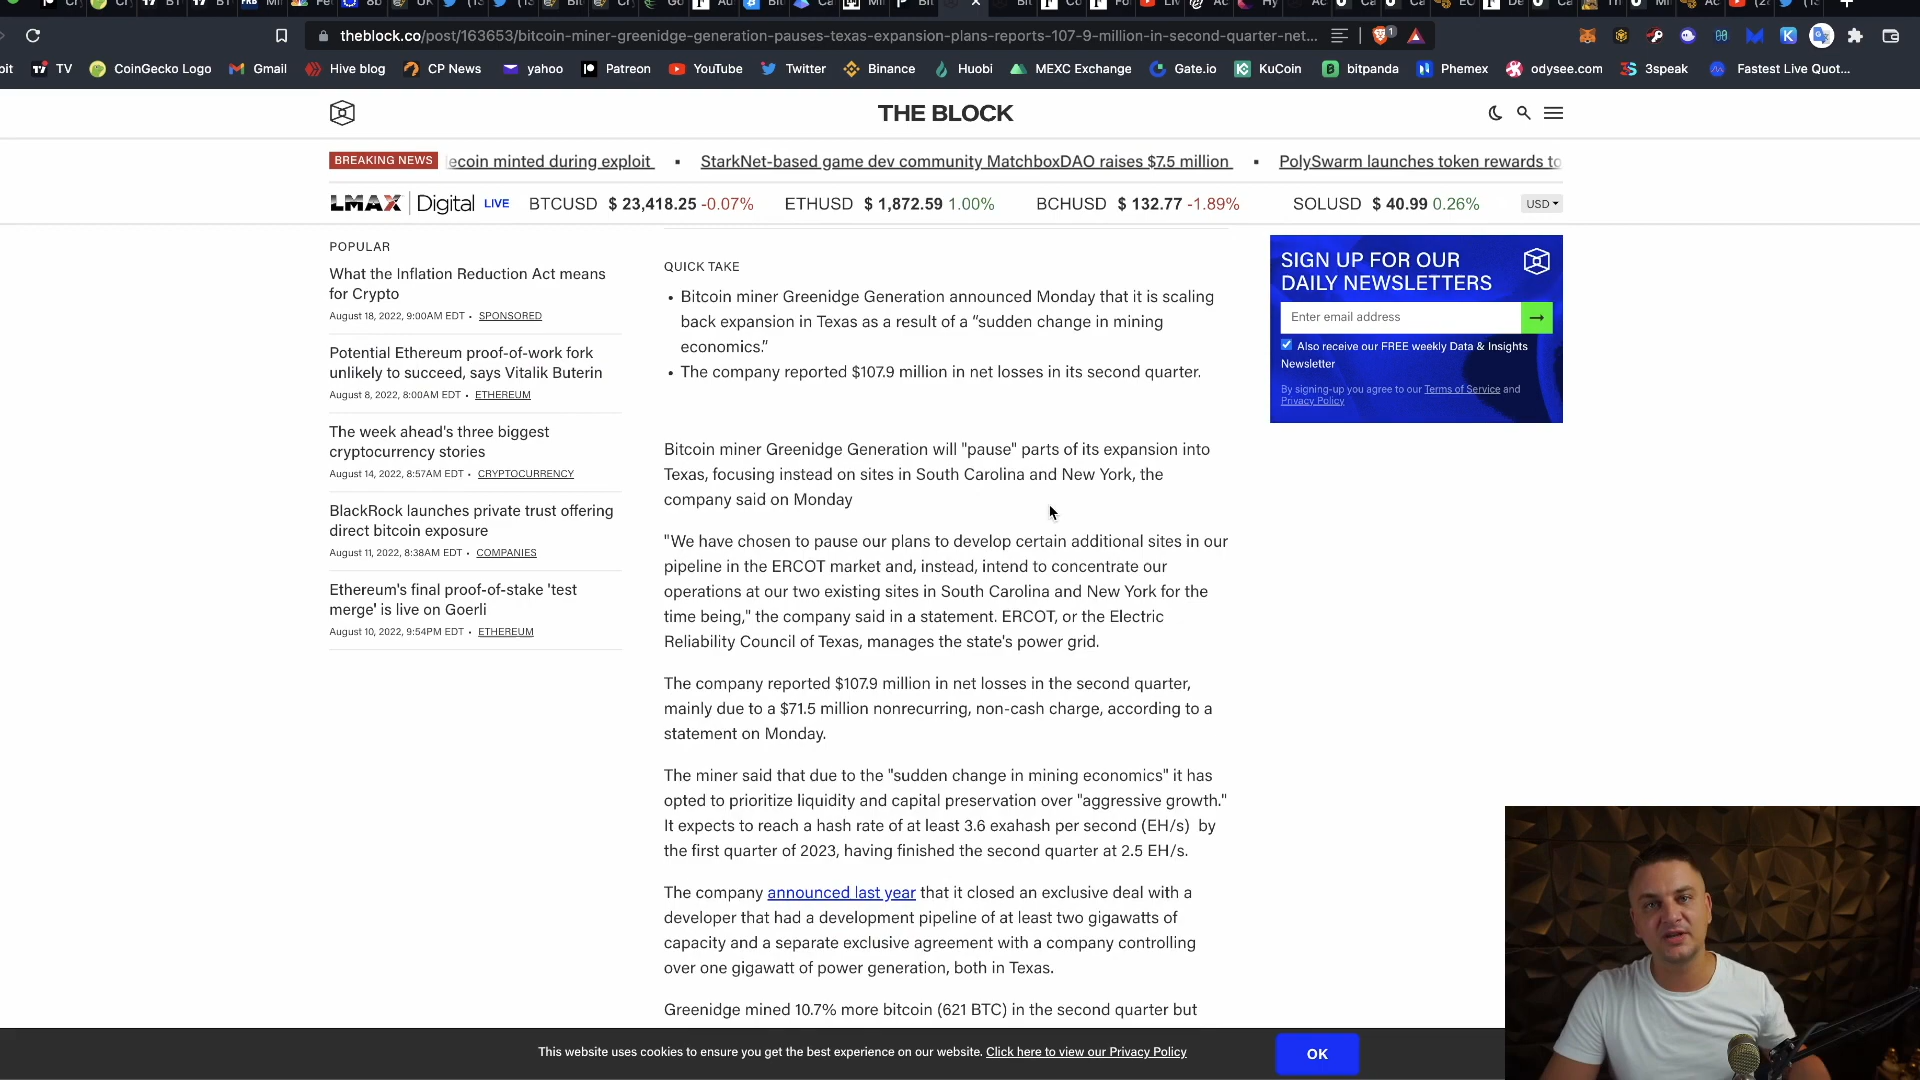 theblock.co/post/163653/bitcoin-miner-greenidge-generation-pauses-texas-expansion-plans-reports-107-9-million-in-second-quarter-net...
TV CoinGecko Logo Gmail Hive blog CP News yahoo Patreon YouTube Twitter Binance Huobi MEXC Exchange Gate.io KuCoin bitpanda Phemex odysee.com 3speak Fastest Live Quot...
THE BLOCK
BREAKING NEWS ecoin minted during exploit ▪ StarkNet-based game dev community MatchboxDAO raises $7.5 million ▪ PolySwarm launches token rewards to
LMAX Digital LIVE BTCUSD $ 23,418.25 -0.07% ETHUSD $ 1,872.59 1.00% BCHUSD $ 132.77 -1.89% SOLUSD $ 40.99 0.26% USD
POPULAR
What the Inflation Reduction Act means
for Crypto
August 18, 2022, 9:00AM EDT • SPONSORED
Potential Ethereum proof-of-work fork
unlikely to succeed, says Vitalik Buterin
August 8, 2022, 8:00AM EDT • ETHEREUM
The week ahead's three biggest
cryptocurrency stories
August 14, 2022, 8:57AM EDT • CRYPTOCURRENCY
BlackRock launches private trust offering
direct bitcoin exposure
August 11, 2022, 8:38AM EDT • COMPANIES
Ethereum's final proof-of-stake 'test
merge' is live on Goerli
August 10, 2022, 9:54PM EDT • ETHEREUM
QUICK TAKE
• Bitcoin miner Greenidge Generation announced Monday that it is scaling
back expansion in Texas as a result of a “sudden change in mining
economics.”
• The company reported $107.9 million in net losses in its second quarter.
Bitcoin miner Greenidge Generation will "pause" parts of its expansion into
Texas, focusing instead on sites in South Carolina and New York, the
company said on Monday
"We have chosen to pause our plans to develop certain additional sites in our
pipeline in the ERCOT market and, instead, intend to concentrate our
operations at our two existing sites in South Carolina and New York for the
time being," the company said in a statement. ERCOT, or the Electric
Reliability Council of Texas, manages the state's power grid.
The company reported $107.9 million in net losses in the second quarter,
mainly due to a $71.5 million nonrecurring, non-cash charge, according to a
statement on Monday.
The miner said that due to the "sudden change in mining economics" it has
opted to prioritize liquidity and capital preservation over "aggressive growth."
It expects to reach a hash rate of at least 3.6 exahash per second (EH/s) by
the first quarter of 2023, having finished the second quarter at 2.5 EH/s.
The company announced last year that it closed an exclusive deal with a
developer that had a development pipeline of at least two gigawatts of
capacity and a separate exclusive agreement with a company controlling
over one gigawatt of power generation, both in Texas.
Greenidge mined 10.7% more bitcoin (621 BTC) in the second quarter but
SIGN UP FOR OUR
DAILY NEWSLETTERS
Enter email address →
Also receive our FREE weekly Data & Insights
Newsletter
By signing-up you agree to our Terms of Service and
Privacy Policy
This website uses cookies to ensure you get the best experience on our website. Click here to view our Privacy Policy OK